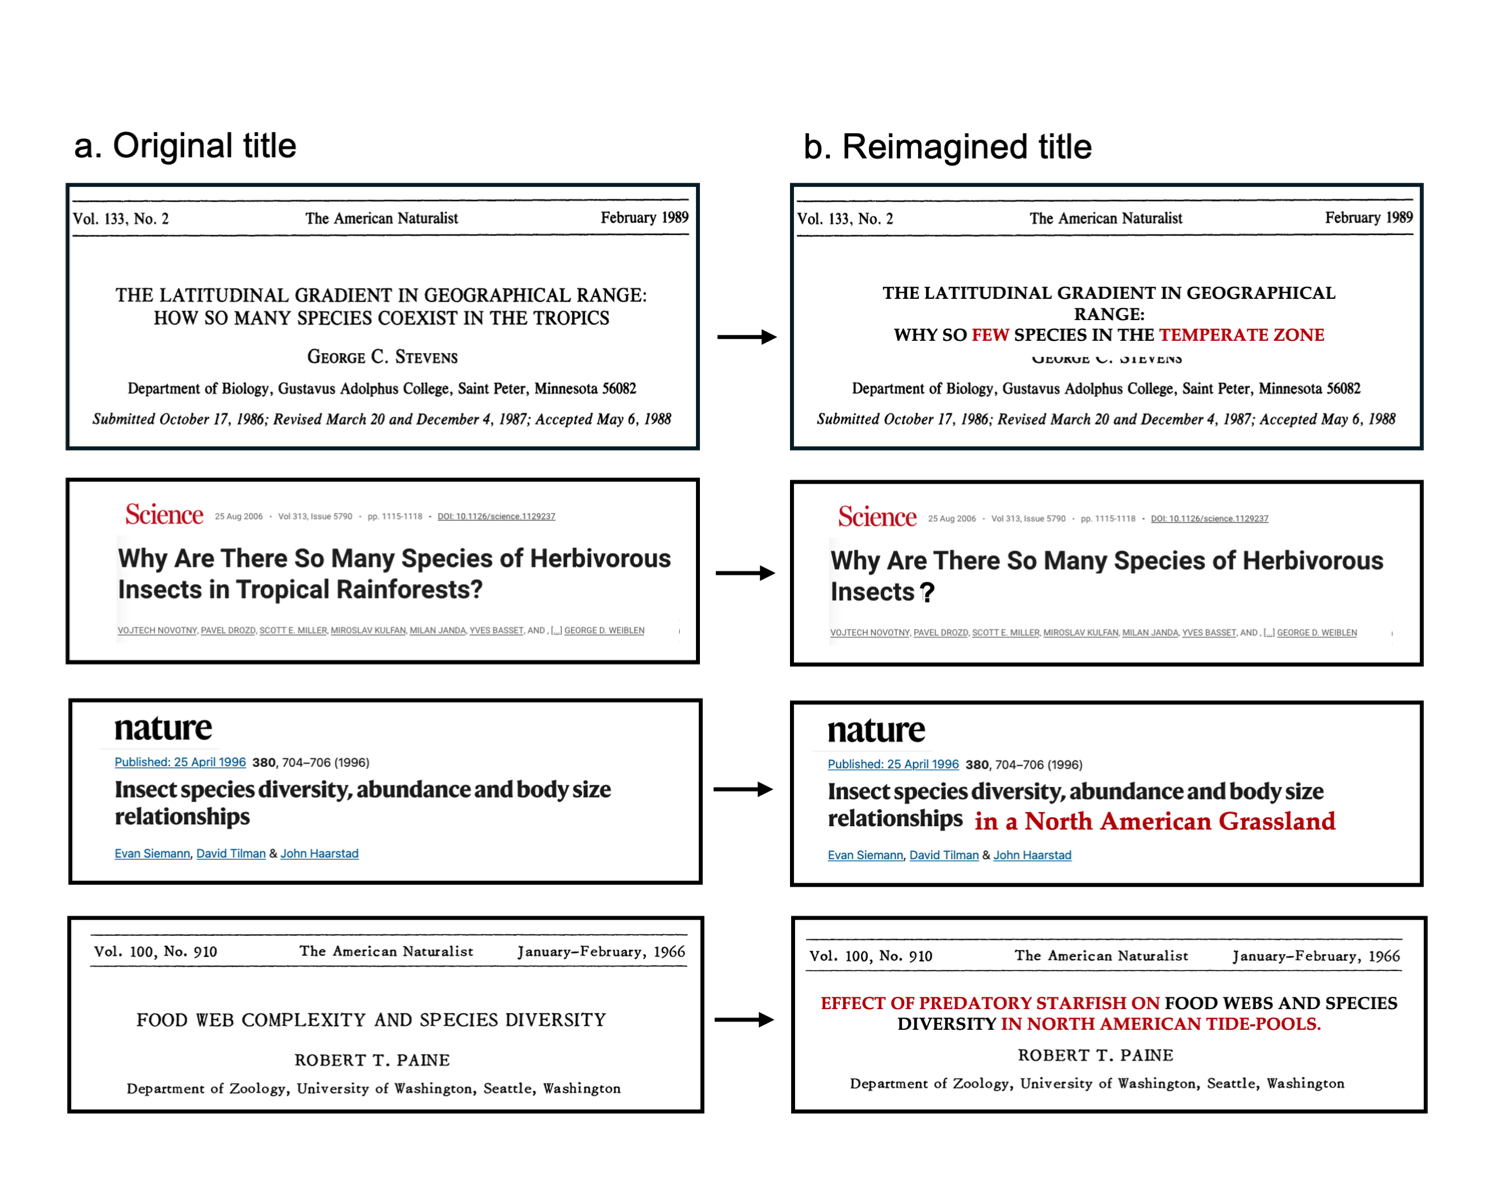 a. Original title
b. Reimagined title
Vol. 133, No. 2 The American Naturalist February 1989
THE LATITUDINAL GRADIENT IN GEOGRAPHICAL RANGE:
HOW SO MANY SPECIES COEXIST IN THE TROPICS
GEORGE C. STEVENS
Department of Biology, Gustavus Adolphus College, Saint Peter, Minnesota 56082
Submitted October 17, 1986; Revised March 20 and December 4, 1987; Accepted May 6, 1988
Vol. 133, No. 2 The American Naturalist February 1989
THE LATITUDINAL GRADIENT IN GEOGRAPHICAL
RANGE:
WHY SO FEW SPECIES IN THE TEMPERATE ZONE
GEORGE C. STEVENS
Department of Biology, Gustavus Adolphus College, Saint Peter, Minnesota 56082
Submitted October 17, 1986; Revised March 20 and December 4, 1987; Accepted May 6, 1988
Science 25 Aug 2006 • Vol 313, Issue 5790 • pp. 1115-1118 • DOI: 10.1126/science.1129237
Why Are There So Many Species of Herbivorous
Insects in Tropical Rainforests?
VOJTECH NOVOTNY, PAVEL DROZD, SCOTT E. MILLER, MIROSLAV KULFAN, MILAN JANDA, YVES BASSET, AND , [...] GEORGE D. WEIBLEN
Science 25 Aug 2006 • Vol 313, Issue 5790 • pp. 1115-1118 • DOI: 10.1126/science.1129237
Why Are There So Many Species of Herbivorous
Insects ?
VOJTECH NOVOTNY, PAVEL DROZD, SCOTT E. MILLER, MIROSLAV KULFAN, MILAN JANDA, YVES BASSET, AND , [...] GEORGE D. WEIBLEN
nature
Published: 25 April 1996 380, 704–706 (1996)
Insect species diversity, abundance and body size
relationships
Evan Siemann, David Tilman & John Haarstad
nature
Published: 25 April 1996 380, 704–706 (1996)
Insect species diversity, abundance and body size
relationships in a North American Grassland
Evan Siemann, David Tilman & John Haarstad
Vol. 100, No. 910 The American Naturalist January–February, 1966
FOOD WEB COMPLEXITY AND SPECIES DIVERSITY
ROBERT T. PAINE
Department of Zoology, University of Washington, Seattle, Washington
Vol. 100, No. 910 The American Naturalist January–February, 1966
EFFECT OF PREDATORY STARFISH ON FOOD WEBS AND SPECIES
DIVERSITY IN NORTH AMERICAN TIDE-POOLS.
ROBERT T. PAINE
Department of Zoology, University of Washington, Seattle, Washington